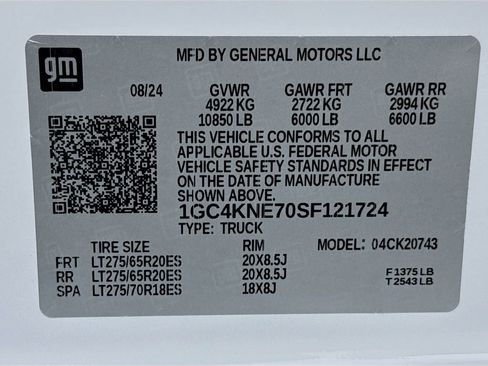 gm
MFD BY GENERAL MOTORS LLC
08/24 GVWR GAWR FRT GAWR RR
4922 KG 2722 KG 2994 KG
10850 LB 6000 LB 6600 LB
THIS VEHICLE CONFORMS TO ALL
APPLICABLE U.S. FEDERAL MOTOR
VEHICLE SAFETY STANDARDS IN EFFECT
ON THE DATE OF MANUFACTURE
SHOWN ABOVE.
1GC4KNE70SF121724
TYPE: TRUCK
TIRE SIZE RIM MODEL: 04CK20743
FRT LT275/65R20ES 20X8.5J
RR LT275/65R20ES 20X8.5J F1375 LB
SPA LT275/70R18ES 18X8J T2543 LB